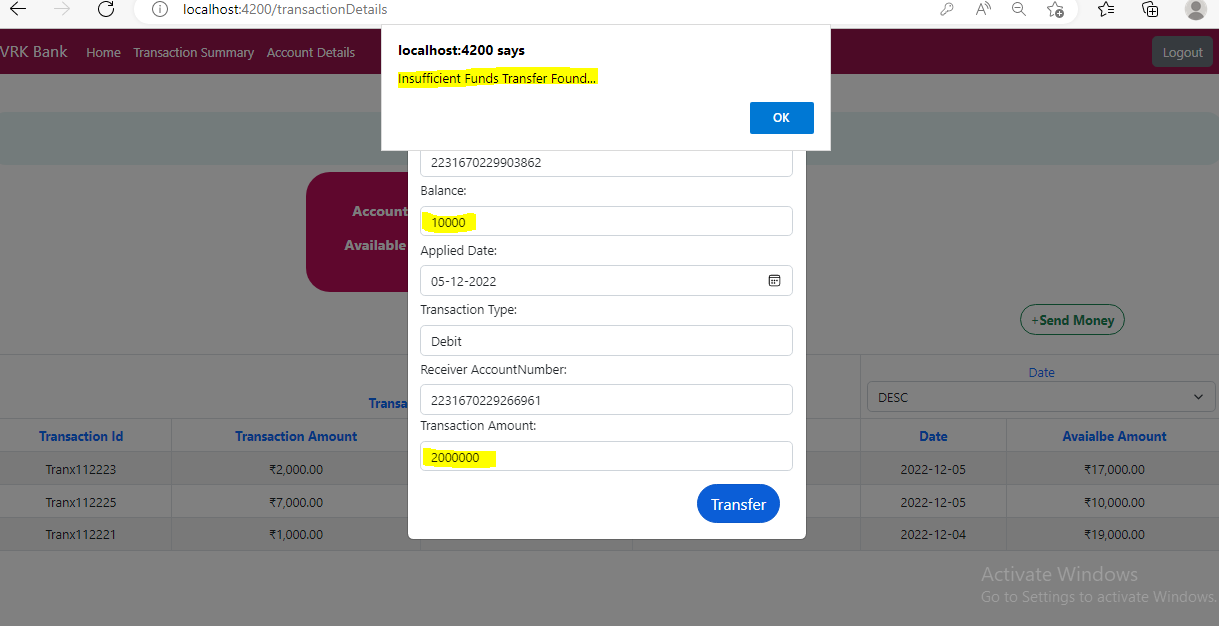 localhost:4200/transactionDetails
VRK Bank Home Transaction Summary Account Details Logout
localhost:4200 says
Insufficient Funds Transfer Found...
OK
2231670229903862
Balance:
10000
Applied Date:
05-12-2022
Transaction Type:
Debit
Receiver AccountNumber:
2231670229266961
Transaction Amount:
2000000
Transfer
Account
Available
+Send Money
Transa
Date
DESC
Transaction Id Transaction Amount Date Avaialbe Amount
Tranx112223 ₹2,000.00 2022-12-05 ₹17,000.00
Tranx112225 ₹7,000.00 2022-12-05 ₹10,000.00
Tranx112221 ₹1,000.00 2022-12-04 ₹19,000.00
Activate Windows
Go to Settings to activate Windows.